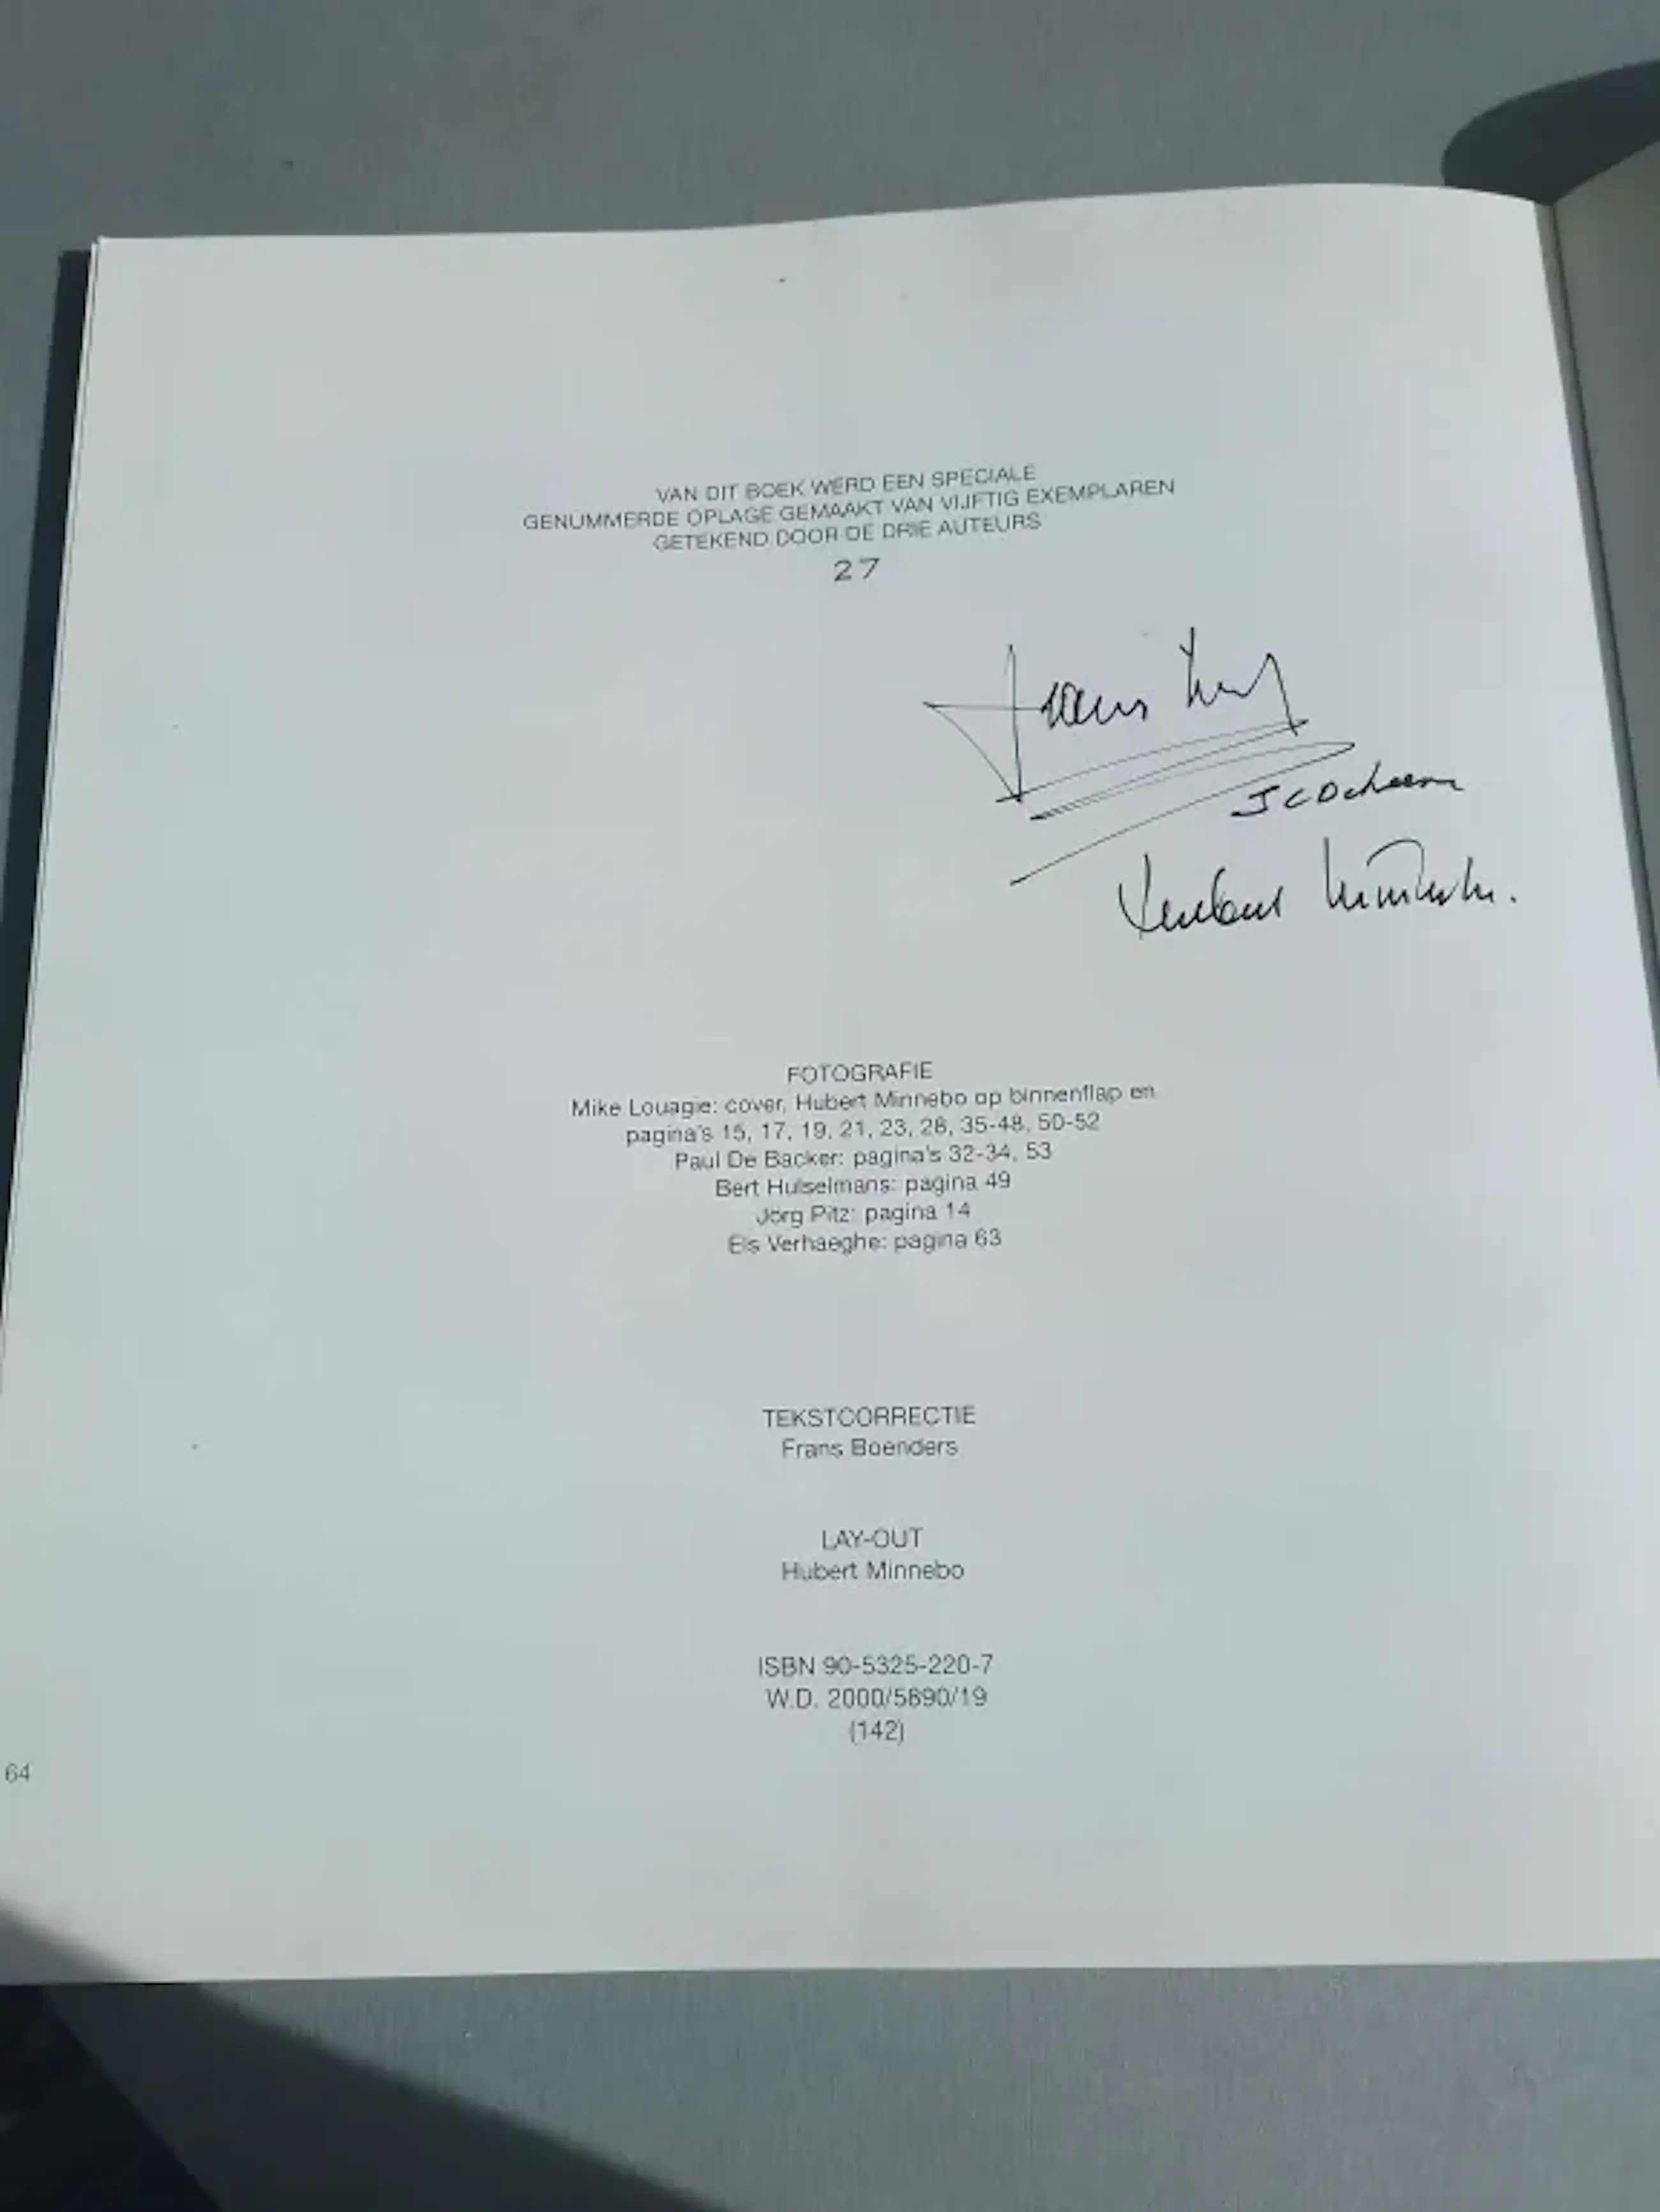 VAN DIT BOEK WERD EEN SPECIALE
GENUMMERDE OPLAGE GEMAAKT VAN VIJFTIG EXEMPLAREN
GETEKEND DOOR DE DRIE AUTEURS
27
Hubert Minnebo.
FOTOGRAFIE
Mike Louagie: cover, Hubert Minnebo op binnenflap en
pagina's 15, 17, 19, 21, 23, 28, 35-48, 50-52
Paul De Backer: pagina's 32-34, 53
Bert Hulselmans: pagina 49
Jörg Pitz: pagina 14
Els Verhaeghe: pagina 63
TEKSTCORRECTIE
Frans Boenders
LAY-OUT
Hubert Minnebo
ISBN 90-5325-220-7
W.D. 2000/5690/19
(142)
64